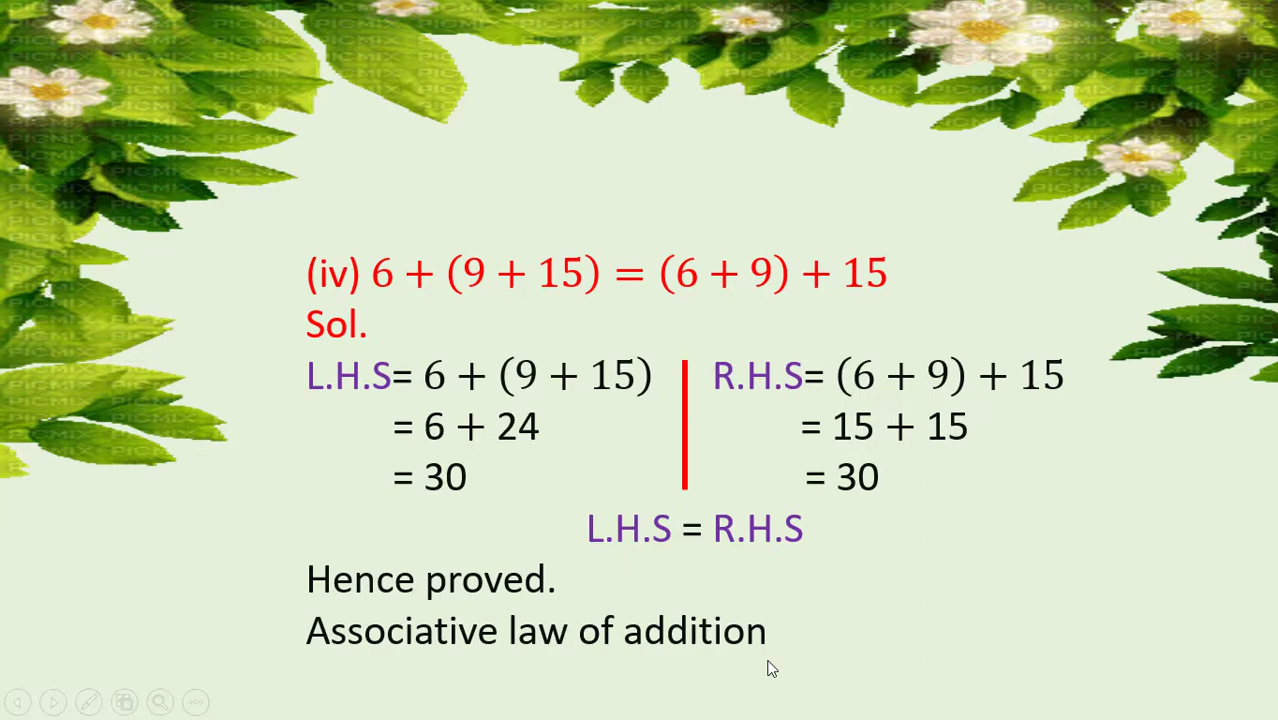 (iv) 6 + (9 + 15) = (6 + 9) + 15
Sol.
L.H.S= 6 + (9 + 15) R.H.S= (6 + 9) + 15
= 6 + 24 = 15 + 15
= 30 = 30
L.H.S = R.H.S
Hence proved.
Associative law of addition